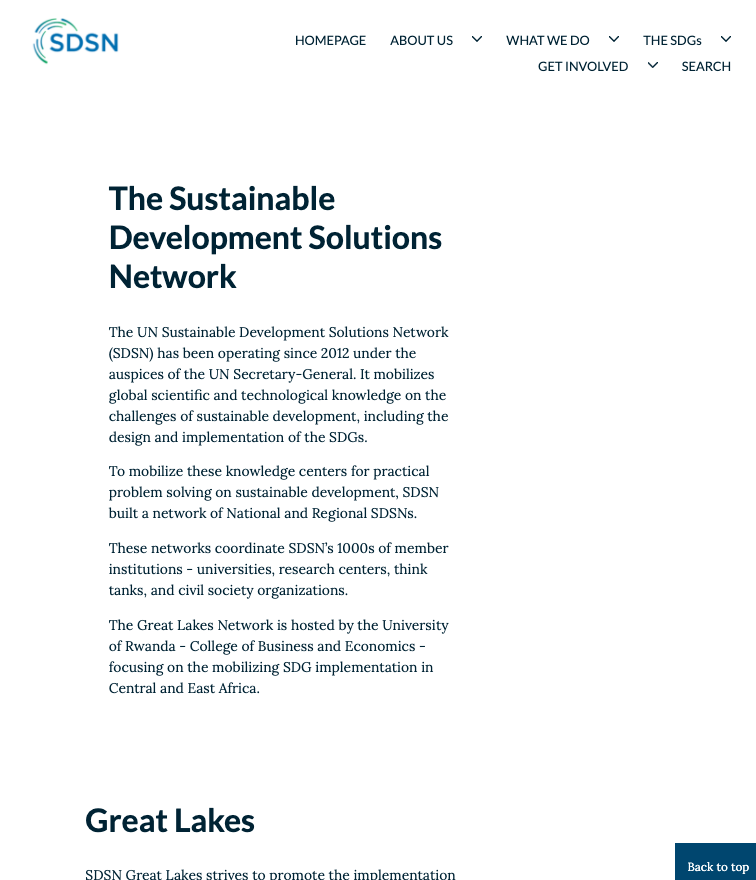 SDSN
HOMEPAGE ABOUT US WHAT WE DO THE SDGs
GET INVOLVED SEARCH
The Sustainable
Development Solutions
Network
The UN Sustainable Development Solutions Network
(SDSN) has been operating since 2012 under the
auspices of the UN Secretary-General. It mobilizes
global scientific and technological knowledge on the
challenges of sustainable development, including the
design and implementation of the SDGs.
To mobilize these knowledge centers for practical
problem solving on sustainable development, SDSN
built a network of National and Regional SDSNs.
These networks coordinate SDSN's 1000s of member
institutions - universities, research centers, think
tanks, and civil society organizations.
The Great Lakes Network is hosted by the University
of Rwanda - College of Business and Economics -
focusing on the mobilizing SDG implementation in
Central and East Africa.
Great Lakes
SDSN Great Lakes strives to promote the implementation
Back to top